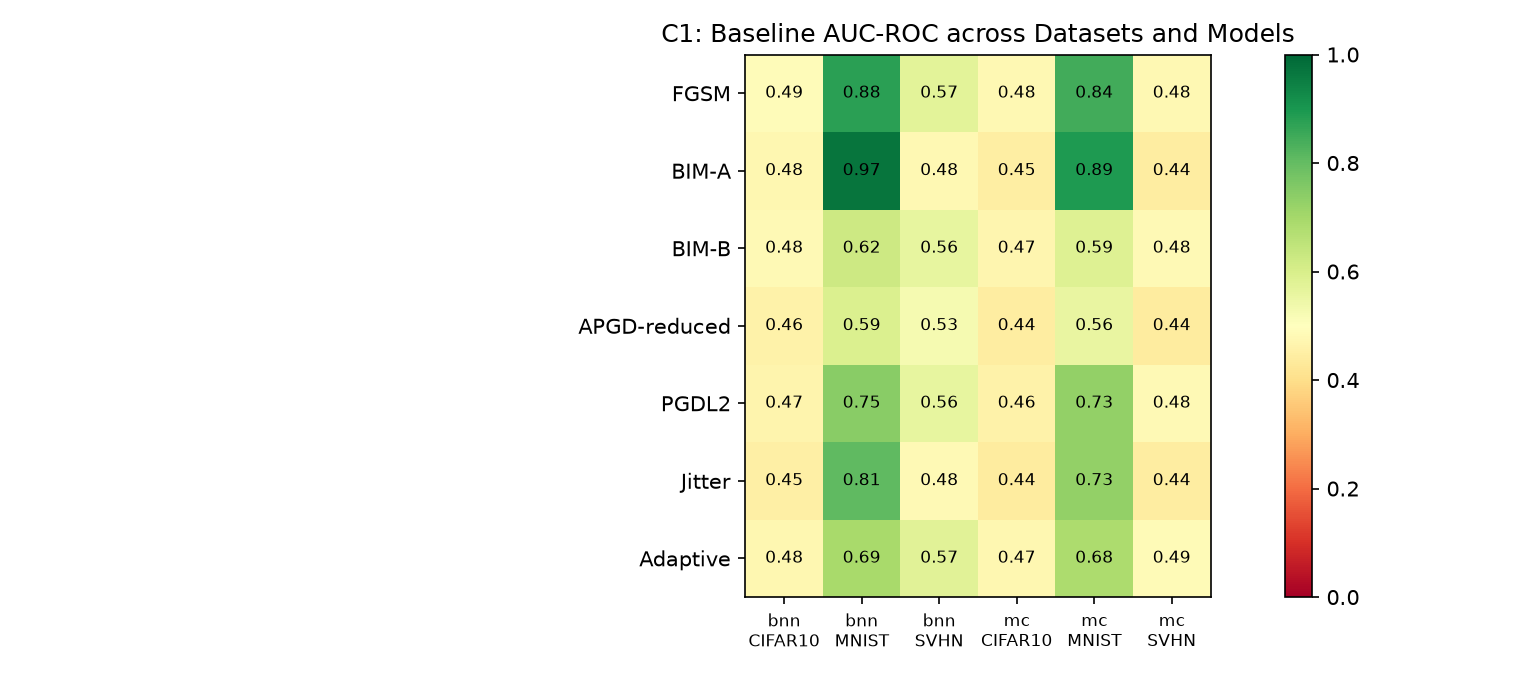 C1: Baseline AUC-ROC across Datasets and Models
FGSM 0.49 0.88 0.57 0.48 0.84 0.48
BIM-A 0.48 0.97 0.48 0.45 0.89 0.44
BIM-B 0.48 0.62 0.56 0.47 0.59 0.48
APGD-reduced 0.46 0.59 0.53 0.44 0.56 0.44
PGDL2 0.47 0.75 0.56 0.46 0.73 0.48
Jitter 0.45 0.81 0.48 0.44 0.73 0.44
Adaptive 0.48 0.69 0.57 0.47 0.68 0.49
bnn bnn bnn mc mc mc
CIFAR10 MNIST SVHN CIFAR10 MNIST SVHN
1.0
0.8
0.6
0.4
0.2
0.0